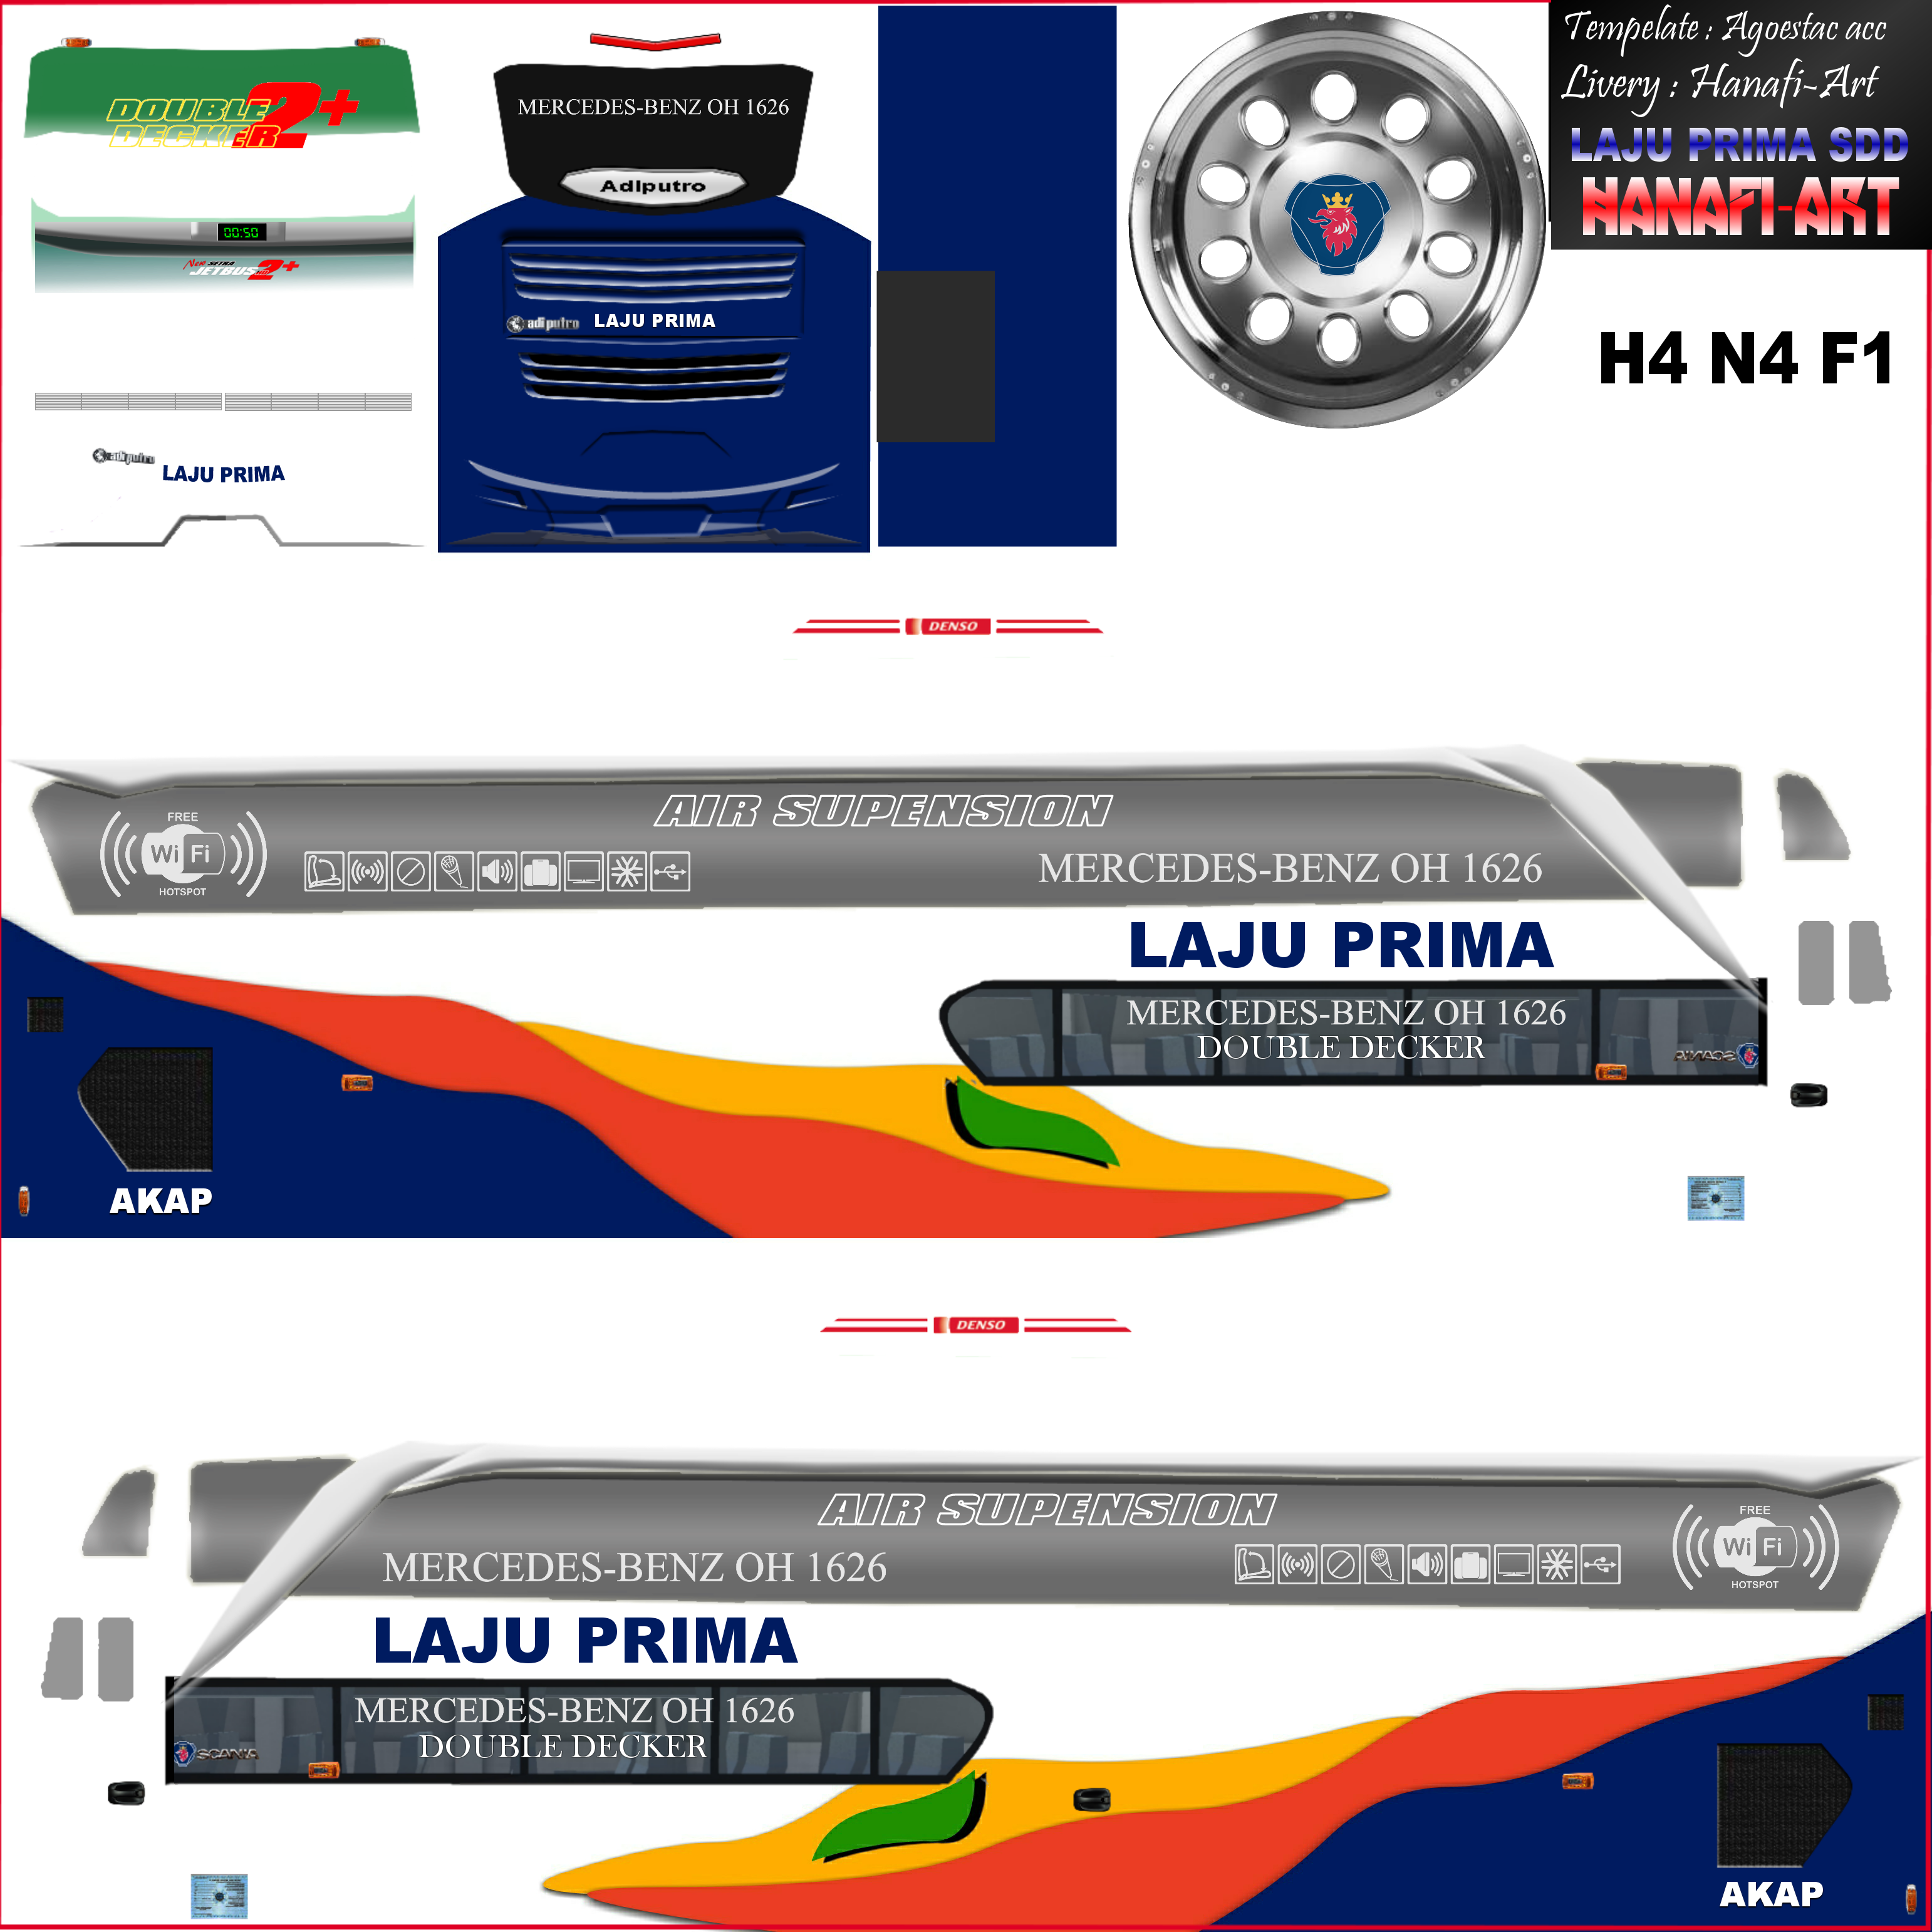 Tempelate : Agoestac acc
Livery : Hanafi-Art
LAJU PRIMA SDD
HANAFI-ART
H4 N4 F1
DOUBLE
DECKER 2+
00:50
New SETRA
JETBUS 2+
adiputro
LAJU PRIMA
MERCEDES-BENZ OH 1626
Adiputro
adiputro LAJU PRIMA
DENSO
AIR SUPENSION
FREE
WiFi
HOTSPOT
MERCEDES-BENZ OH 1626
LAJU PRIMA
MERCEDES-BENZ OH 1626
DOUBLE DECKER
SCANIA
AKAP
DENSO
AIR SUPENSION
FREE
WiFi
HOTSPOT
MERCEDES-BENZ OH 1626
LAJU PRIMA
MERCEDES-BENZ OH 1626
DOUBLE DECKER
SCANIA
AKAP